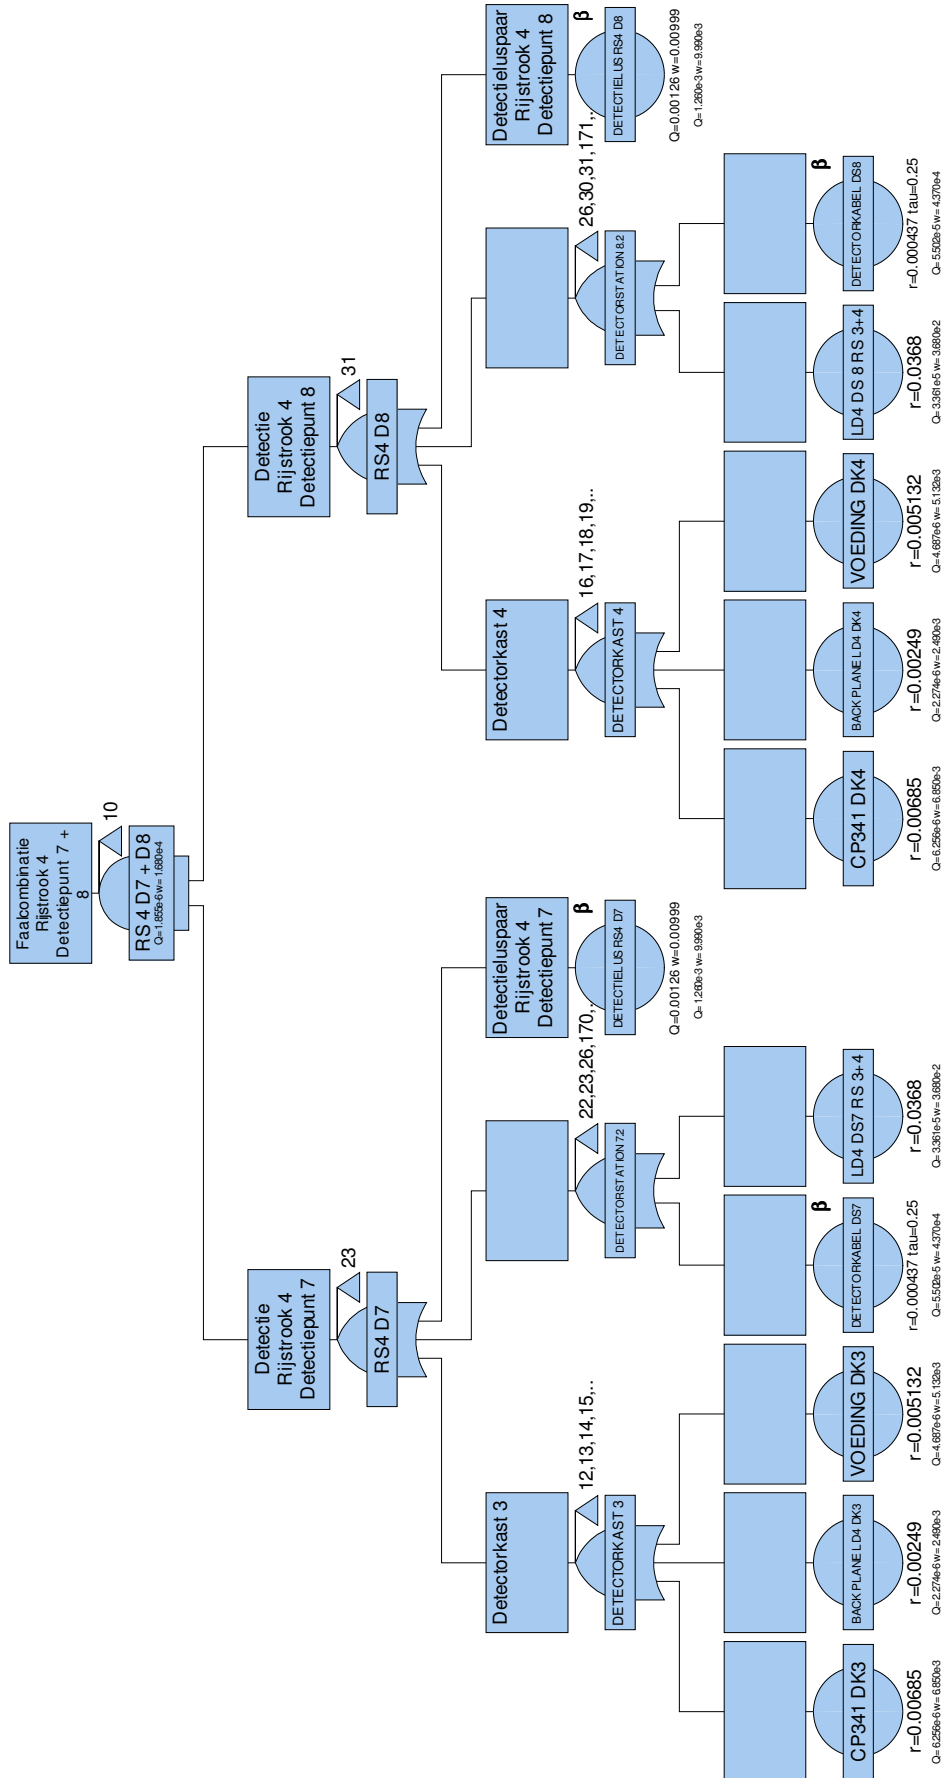 Faalcombinatie
Rijstrook 4
Detectiepunt 7 +
8
10
RS4 D7 + D8
Q=1.855e-6 w=1.680e-4
Detectie
Rijstrook 4
Detectiepunt 7
23
RS4 D7
Detectie
Rijstrook 4
Detectiepunt 8
31
RS4 D8
Detectorkast 3
12,13,14,15,..
DETECTORKAST 3
22,23,26,170,..
DETECTORSTATION 7.2
Detectieluspaar
Rijstrook 4
Detectiepunt 7
β
DETECTIELUS RS4 D7
Q=0.00126 w=0.00999
Q=1.260e-3 w=9.990e-3
Detectorkast 4
16,17,18,19,..
DETECTORKAST 4
26,30,31,171,..
DETECTORSTATION 8.2
Detectieluspaar
Rijstrook 4
Detectiepunt 8
β
DETECTIELUS RS4 D8
Q=0.00126 w=0.00999
Q=1.260e-3 w=9.990e-3
CP341 DK3
r=0.00685
Q=6.256e-6 w=6.850e-3
BACKPLANE LD4 DK3
r=0.00249
Q=2.274e-6 w=2.490e-3
VOEDING DK3
r=0.005132
Q=4.687e-6 w=5.132e-3
β
DETECTORKABEL DS7
r=0.000437 tau=0.25
Q=5.502e-5 w=4.370e-4
LD4 DS7 RS 3+4
r=0.0368
Q=3.361e-5 w=3.680e-2
CP341 DK4
r=0.00685
Q=6.256e-6 w=6.850e-3
BACKPLANE LD4 DK4
r=0.00249
Q=2.274e-6 w=2.490e-3
VOEDING DK4
r=0.005132
Q=4.687e-6 w=5.132e-3
LD4 DS 8 RS 3+4
r=0.0368
Q=3.361e-5 w=3.680e-2
β
DETECTORKABEL DS8
r=0.000437 tau=0.25
Q=5.502e-5 w=4.370e-4